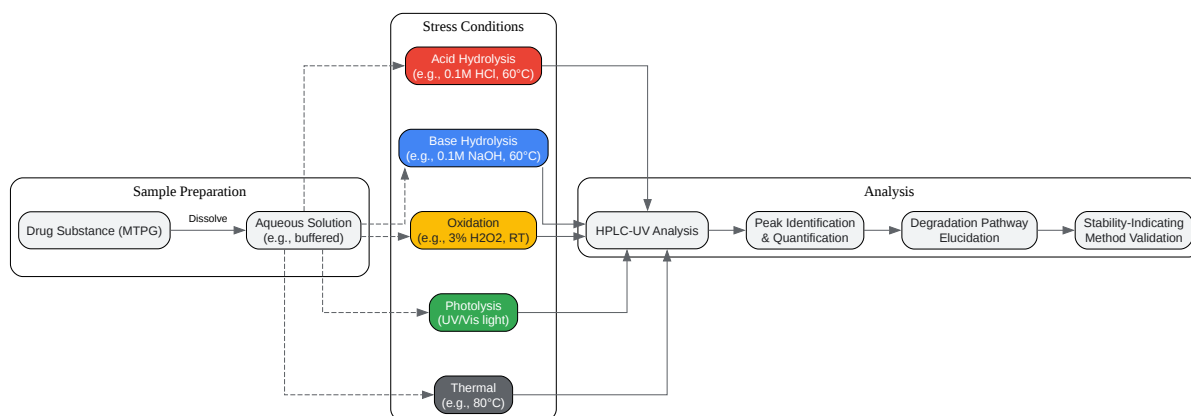 Stress Conditions
Acid Hydrolysis
(e.g., 0.1M HCl, 60°C)
Base Hydrolysis
(e.g., 0.1M NaOH, 60°C)
Sample Preparation
Drug Substance (MTPG)
Dissolve
Aqueous Solution
(e.g., buffered)
Oxidation
(e.g., 3% H2O2, RT)
Photolysis
(UV/Vis light)
Thermal
(e.g., 80°C)
Analysis
HPLC-UV Analysis
Peak Identification
& Quantification
Degradation Pathway
Elucidation
Stability-Indicating
Method Validation